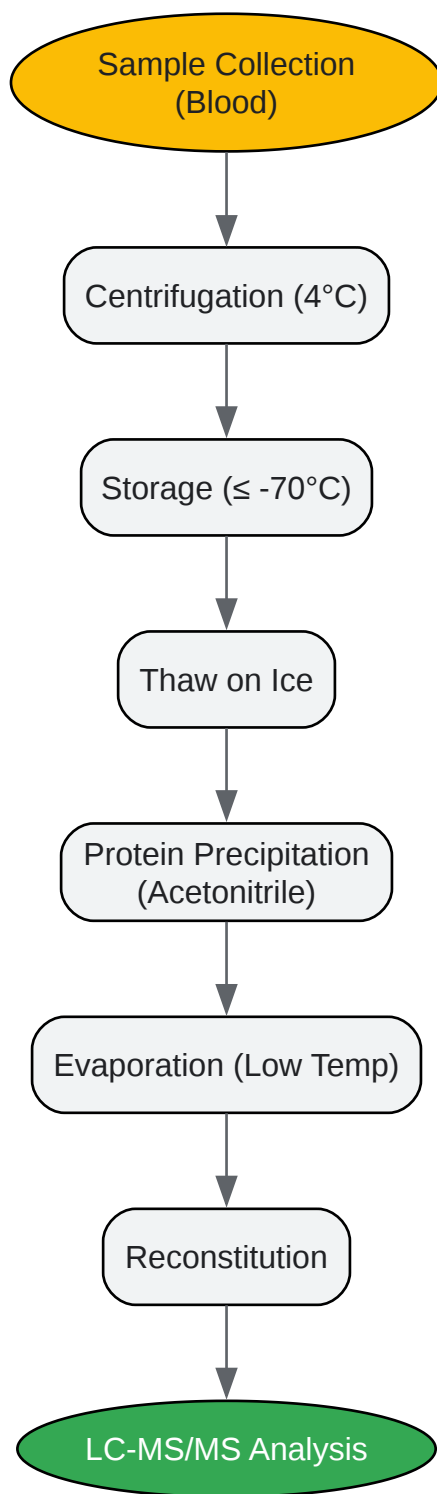 Sample Collection
(Blood)
Centrifugation (4°C)
Storage (≤ -70°C)
Thaw on Ice
Protein Precipitation
(Acetonitrile)
Evaporation (Low Temp)
Reconstitution
LC-MS/MS Analysis